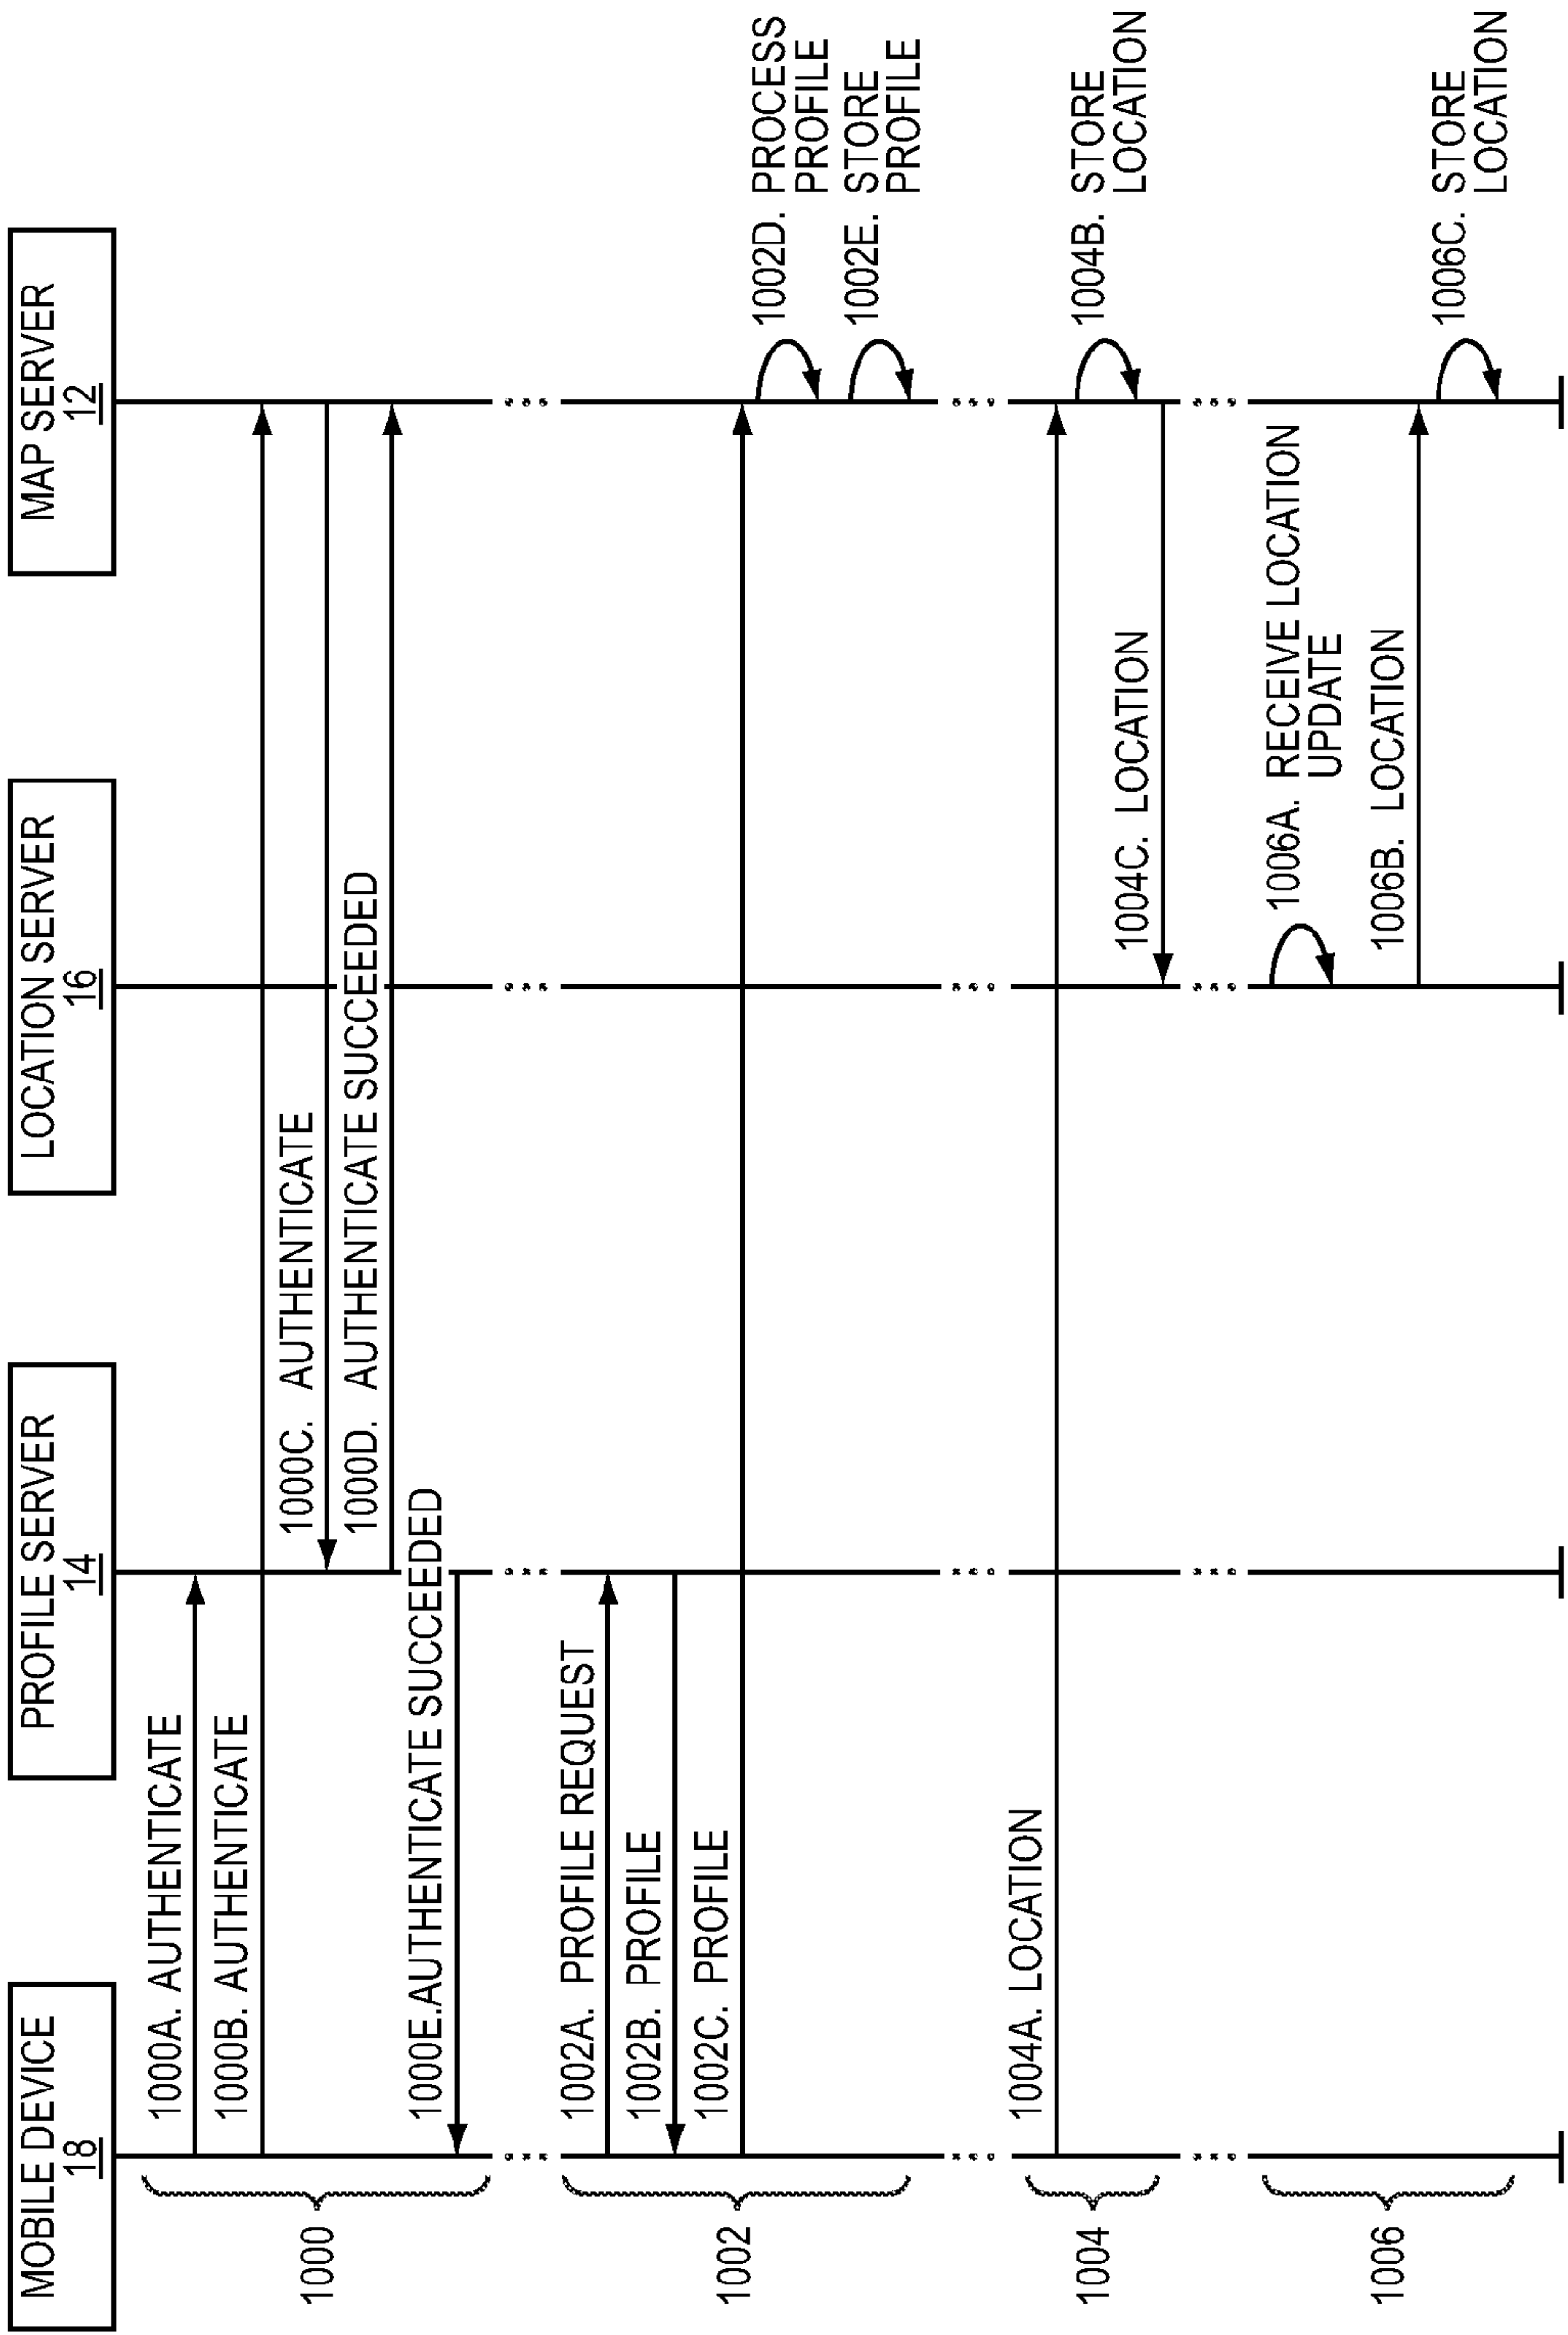 MOBILE DEVICE
18
PROFILE SERVER
14
LOCATION SERVER
16
MAP SERVER
12
1000
1000A. AUTHENTICATE
1000B. AUTHENTICATE
1000C. AUTHENTICATE
1000D. AUTHENTICATE SUCCEEDED
1000E.AUTHENTICATE SUCCEEDED
1002
1002A. PROFILE REQUEST
1002B. PROFILE
1002C. PROFILE
1002D. PROCESS
PROFILE
1002E. STORE
PROFILE
1004
1004A. LOCATION
1004B. STORE
LOCATION
1004C. LOCATION
1006
1006A. RECEIVE LOCATION
UPDATE
1006B. LOCATION
1006C. STORE
LOCATION